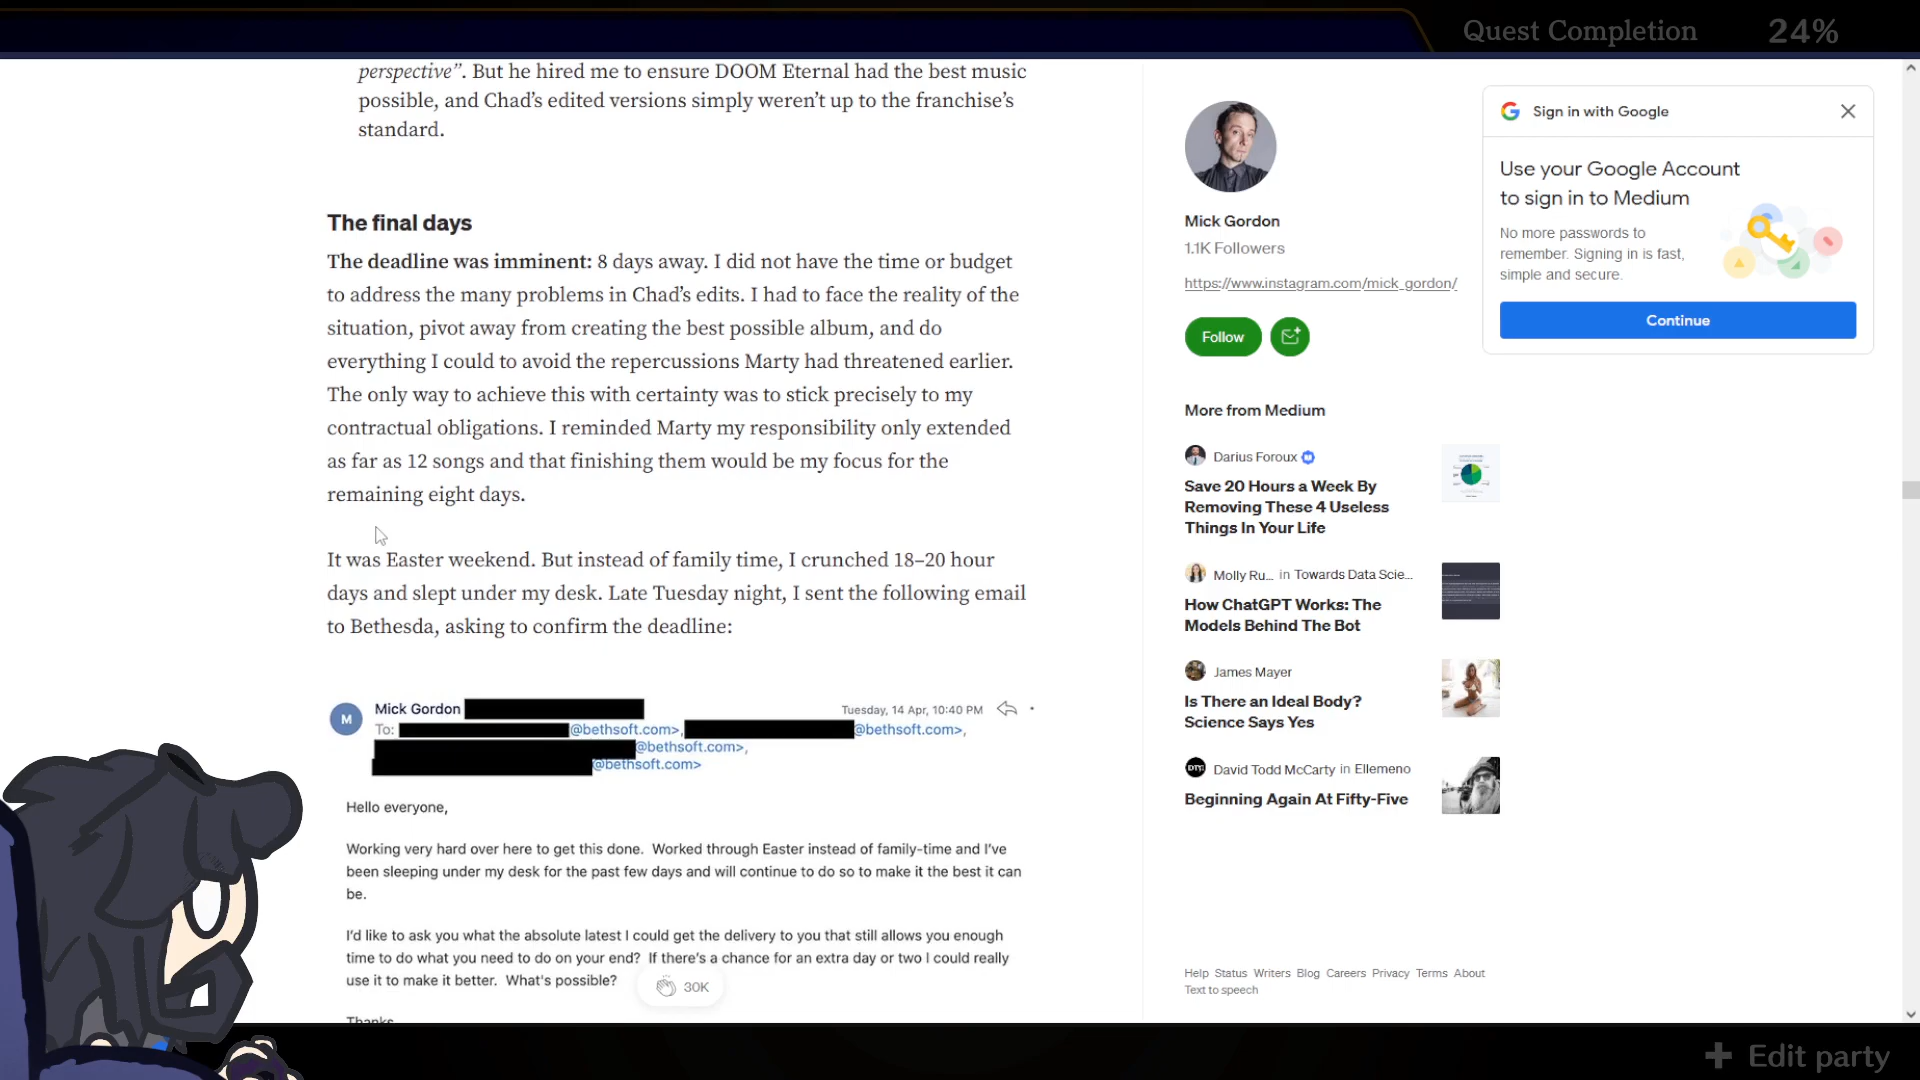 Quest Completion 24%
perspective”. But he hired me to ensure DOOM Eternal had the best music
possible, and Chad’s edited versions simply weren’t up to the franchise’s
standard.
The final days
The deadline was imminent: 8 days away. I did not have the time or budget
to address the many problems in Chad’s edits. I had to face the reality of the
situation, pivot away from creating the best possible album, and do
everything I could to avoid the repercussions Marty had threatened earlier.
The only way to achieve this with certainty was to stick precisely to my
contractual obligations. I reminded Marty my responsibility only extended
as far as 12 songs and that finishing them would be my focus for the
remaining eight days.
It was Easter weekend. But instead of family time, I crunched 18–20 hour
days and slept under my desk. Late Tuesday night, I sent the following email
to Bethesda, asking to confirm the deadline:
M
Mick Gordon
Tuesday, 14 Apr, 10:40 PM
To: @bethsoft.com>, @bethsoft.com>,
@bethsoft.com>,
@bethsoft.com>
Hello everyone,
Working very hard over here to get this done. Worked through Easter instead of family-time and I’ve
been sleeping under my desk for the past few days and will continue to do so to make it the best it can
be.
I’d like to ask you what the absolute latest I could get the delivery to you that still allows you enough
time to do what you need to do on your end? If there’s a chance for an extra day or two I could really
use it to make it better. What's possible?
30K
Thanks
Mick Gordon
1.1K Followers
https://www.instagram.com/mick_gordon/
Follow
More from Medium
Darius Foroux
Save 20 Hours a Week By
Removing These 4 Useless
Things In Your Life
Molly Ru... in Towards Data Scie...
How ChatGPT Works: The
Models Behind The Bot
James Mayer
Is There an Ideal Body?
Science Says Yes
DTM
David Todd McCarty in Ellemeno
Beginning Again At Fifty-Five
Help Status Writers Blog Careers Privacy Terms About
Text to speech
Sign in with Google
Use your Google Account
to sign in to Medium
No more passwords to
remember. Signing in is fast,
simple and secure.
Continue
Edit party